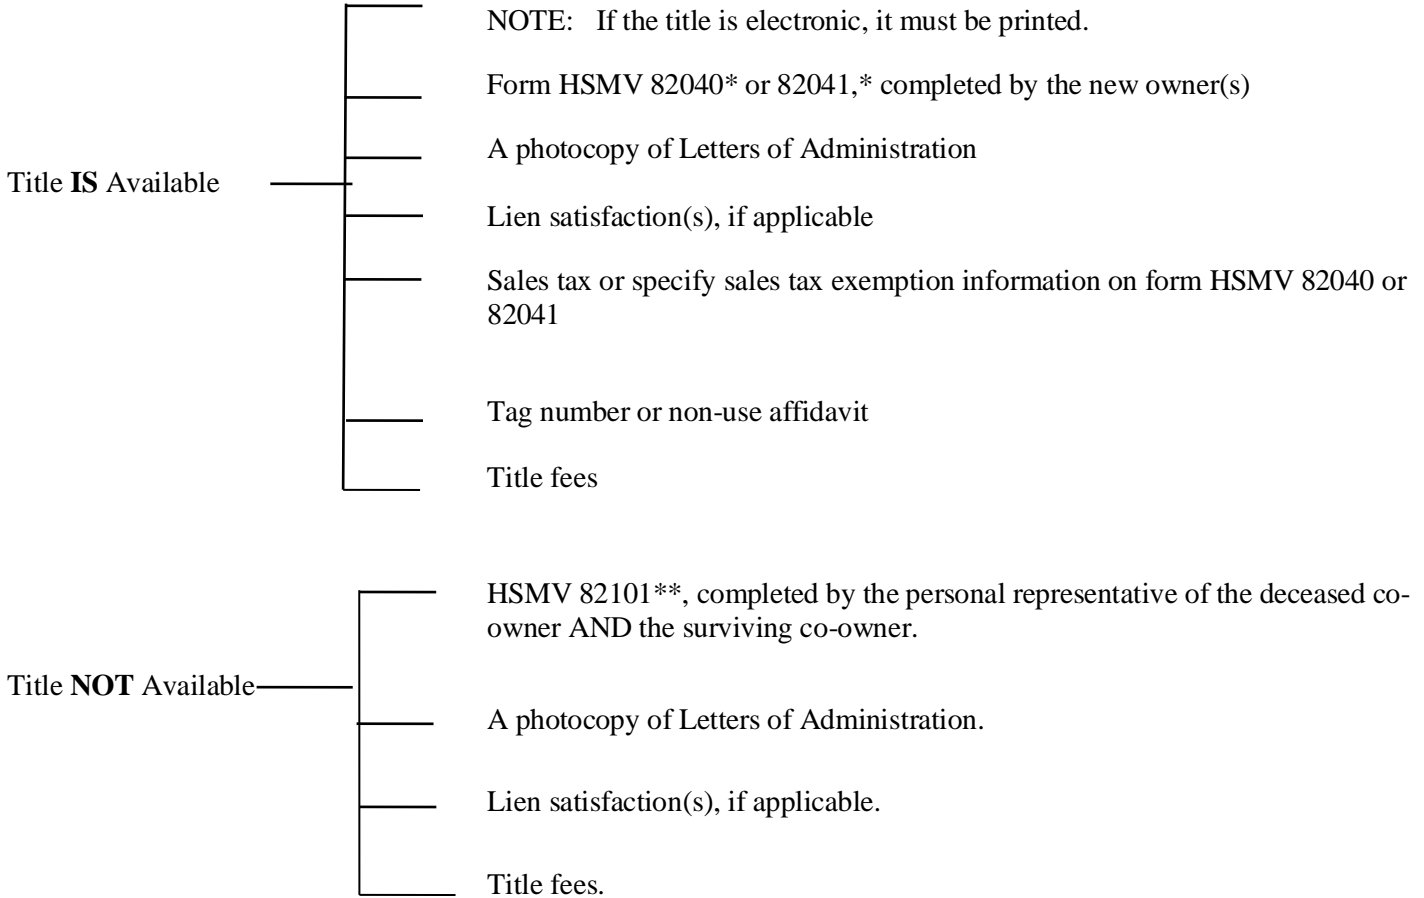 NOTE: If the title is electronic, it must be printed.
Form HSMV 82040* or 82041,* completed by the new owner(s)
A photocopy of Letters of Administration
Title IS Available
Lien satisfaction(s), if applicable
Sales tax or specify sales tax exemption information on form HSMV 82040 or
82041
Tag number or non-use affidavit
Title fees
HSMV 82101**, completed by the personal representative of the deceased co-
owner AND the surviving co-owner.
Title NOT Available
A photocopy of Letters of Administration.
Lien satisfaction(s), if applicable.
Title fees.